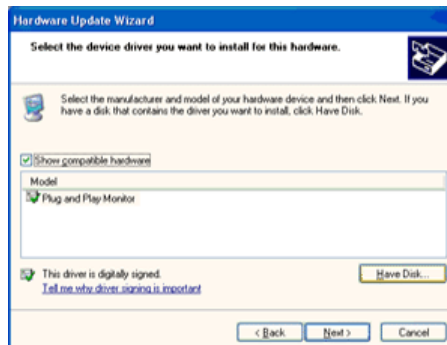 Hardware Update Wizard
Select the device driver you want to install for this hardware.
Select the manufacturer and model of your hardware device and then click Next. If you
have a disk that contains the driver you want to install, click Have Disk.
Show compatible hardware
Model
Plug and Play Monitor
This driver is digitally signed.
Have Disk...
Tell me why driver signing is important
< Back
Next >
Cancel